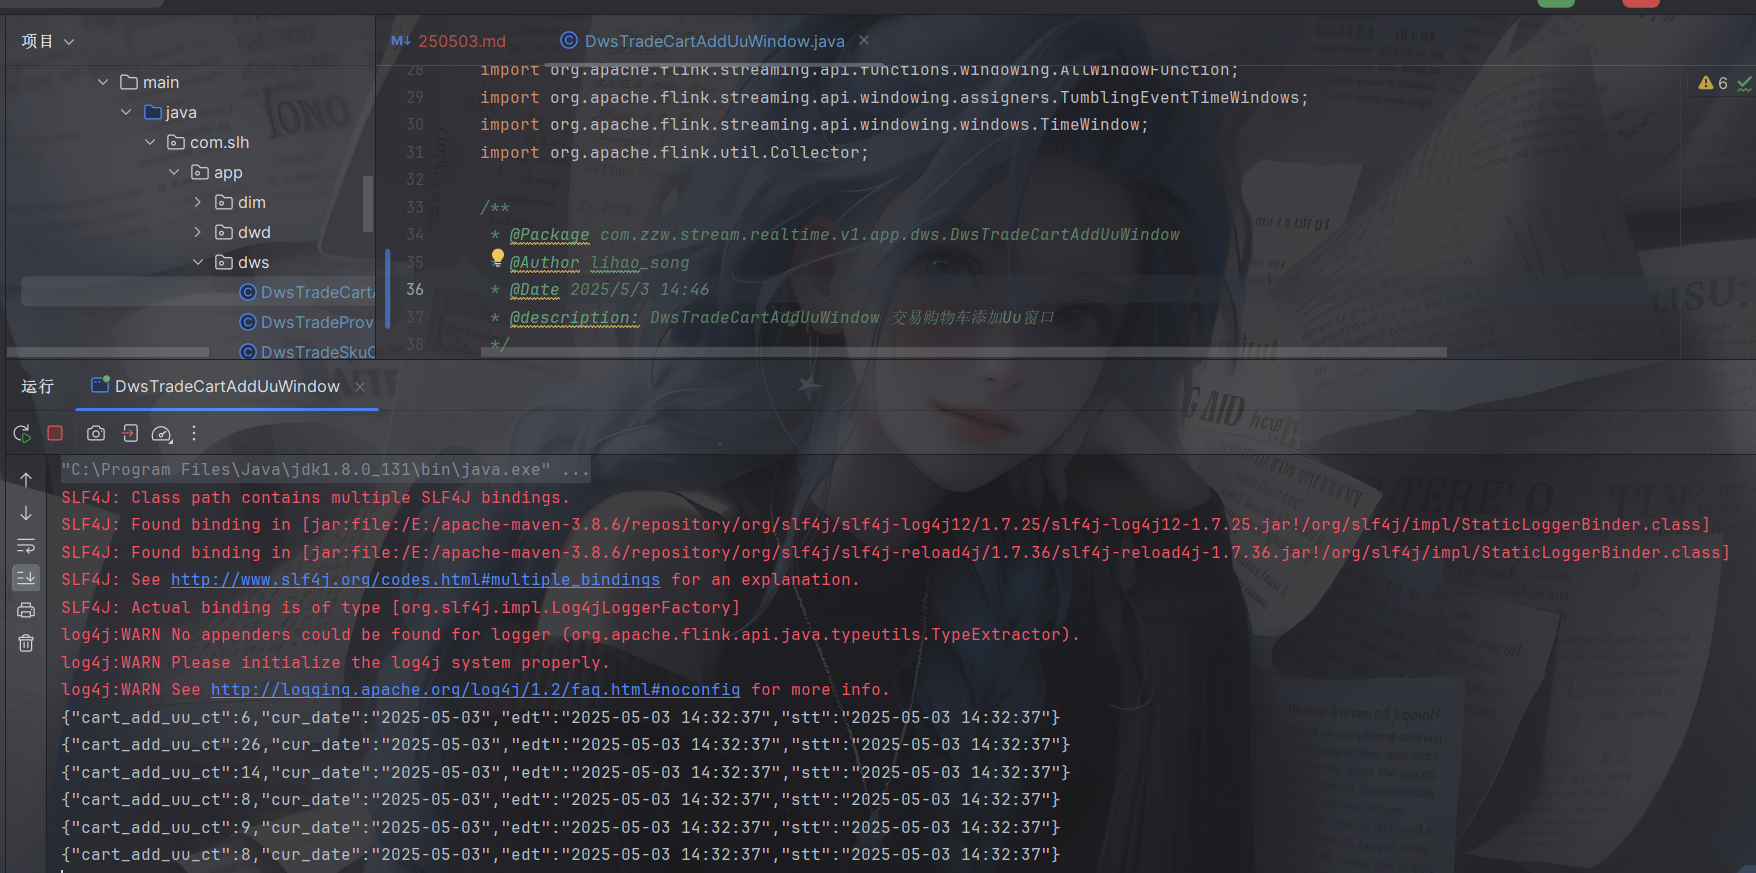 项目
main
java
com.slh
app
dim
dwd
dws
DwsTradeCartA
DwsTradeProv
DwsTradeSkuO
250503.md
DwsTradeCartAddUuWindow.java
6
28 import org.apache.flink.streaming.api.functions.windowing.AllWindowFunction;
29 import org.apache.flink.streaming.api.windowing.assigners.TumblingEventTimeWindows;
30 import org.apache.flink.streaming.api.windowing.windows.TimeWindow;
31 import org.apache.flink.util.Collector;
32
33 /**
34 * @Package com.zzw.stream.realtime.v1.app.dws.DwsTradeCartAddUuWindow
35 * @Author lihao_song
36 * @Date 2025/5/3 14:46
37 * @description: DwsTradeCartAddUuWindow 交易购物车添加Uu窗口
38 */
运行
DwsTradeCartAddUuWindow
"C:\Program Files\Java\jdk1.8.0_131\bin\java.exe" ...
SLF4J: Class path contains multiple SLF4J bindings.
SLF4J: Found binding in [jar:file:/E:/apache-maven-3.8.6/repository/org/slf4j/slf4j-log4j12/1.7.25/slf4j-log4j12-1.7.25.jar!/org/slf4j/impl/StaticLoggerBinder.class]
SLF4J: Found binding in [jar:file:/E:/apache-maven-3.8.6/repository/org/slf4j/slf4j-reload4j/1.7.36/slf4j-reload4j-1.7.36.jar!/org/slf4j/impl/StaticLoggerBinder.class]
SLF4J: See http://www.slf4j.org/codes.html#multiple_bindings for an explanation.
SLF4J: Actual binding is of type [org.slf4j.impl.Log4jLoggerFactory]
log4j:WARN No appenders could be found for logger (org.apache.flink.api.java.typeutils.TypeExtractor).
log4j:WARN Please initialize the log4j system properly.
log4j:WARN See http://logging.apache.org/log4j/1.2/faq.html#noconfig for more info.
{"cart_add_uu_ct":6,"cur_date":"2025-05-03","edt":"2025-05-03 14:32:37","stt":"2025-05-03 14:32:37"}
{"cart_add_uu_ct":26,"cur_date":"2025-05-03","edt":"2025-05-03 14:32:37","stt":"2025-05-03 14:32:37"}
{"cart_add_uu_ct":14,"cur_date":"2025-05-03","edt":"2025-05-03 14:32:37","stt":"2025-05-03 14:32:37"}
{"cart_add_uu_ct":8,"cur_date":"2025-05-03","edt":"2025-05-03 14:32:37","stt":"2025-05-03 14:32:37"}
{"cart_add_uu_ct":9,"cur_date":"2025-05-03","edt":"2025-05-03 14:32:37","stt":"2025-05-03 14:32:37"}
{"cart_add_uu_ct":8,"cur_date":"2025-05-03","edt":"2025-05-03 14:32:37","stt":"2025-05-03 14:32:37"}